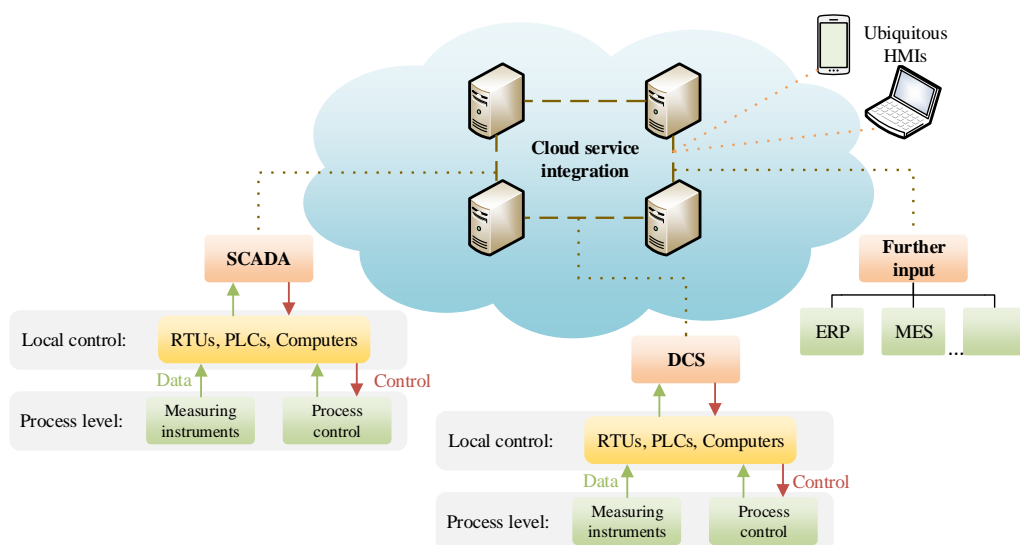 Ubiquitous
HMIs
Cloud service
integration
SCADA
Further
input
Local control:
RTUs, PLCs, Computers
ERP
MES
...
DCS
Data
Control
Process level:
Measuring
instruments
Process
control
Local control:
RTUs, PLCs, Computers
Data
Control
Process level:
Measuring
instruments
Process
control